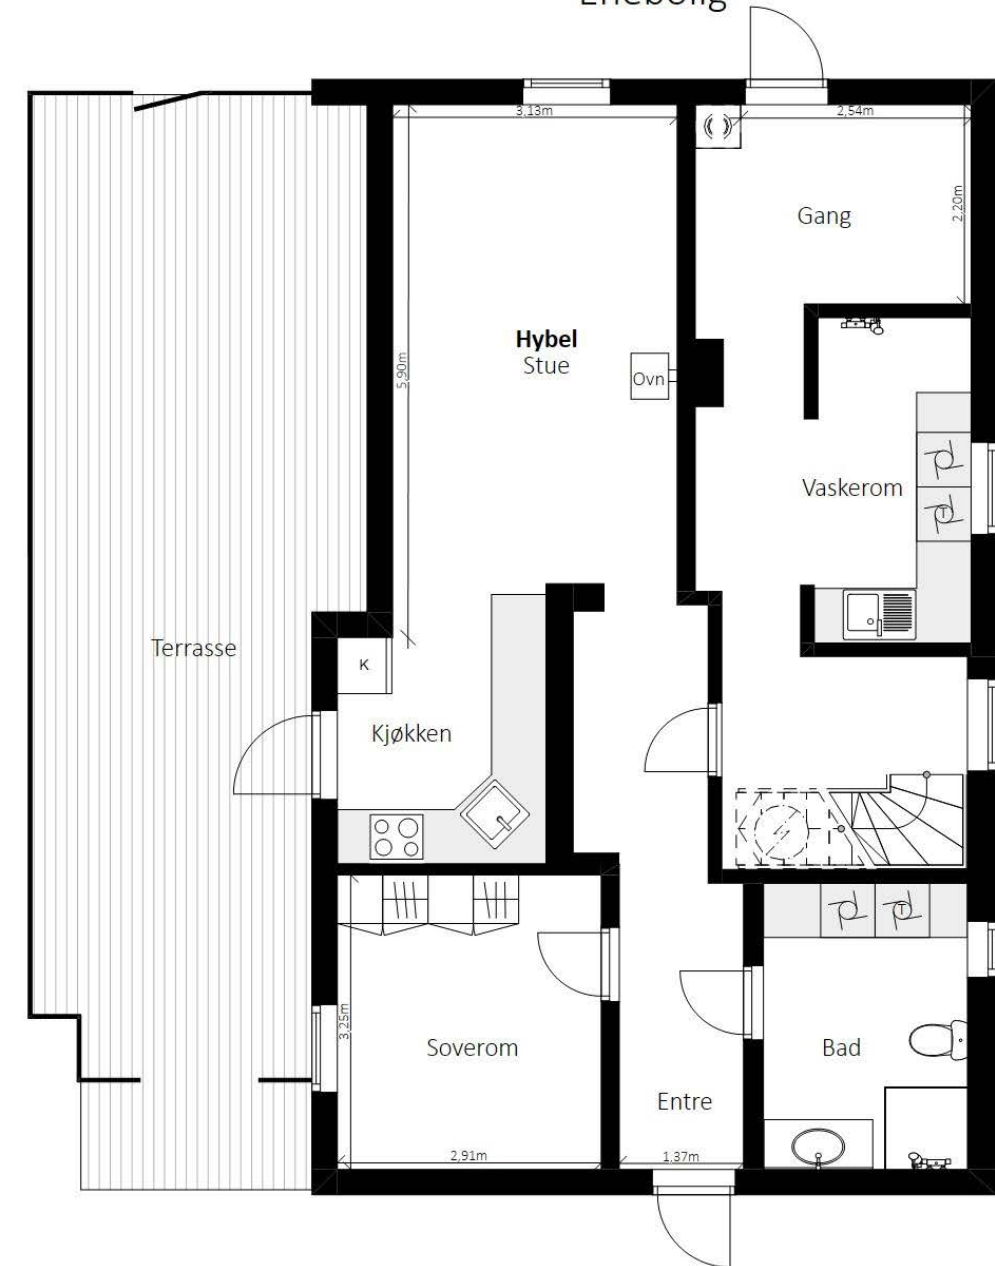 Enebolig
3,13m
2,54m
Gang
2,20m
Hybel
Stue
5,90m
Ovn
Vaskerom
T
Terrasse
K
Kjøkken
T
3,25m
Soverom
Bad
Entre
2,91m
1,37m